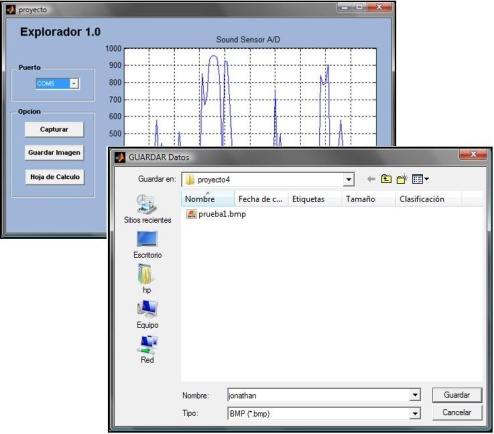 proyecto
Explorador 1.0
Sound Sensor A/D
Puerto
COM5
Opcion
Capturar
Guardar Imagen
Hoja de Calculo
1000
900
800
700
600
500
GUARDAR Datos
Guardar en:
proyecto4
Nombre Fecha de c... Etiquetas Tamaño Clasificación
prueba1.bmp
Sitios recientes
Escritorio
hp
Equipo
Red
Nombre: jonathan Guardar
Tipo: BMP (*.bmp) Cancelar